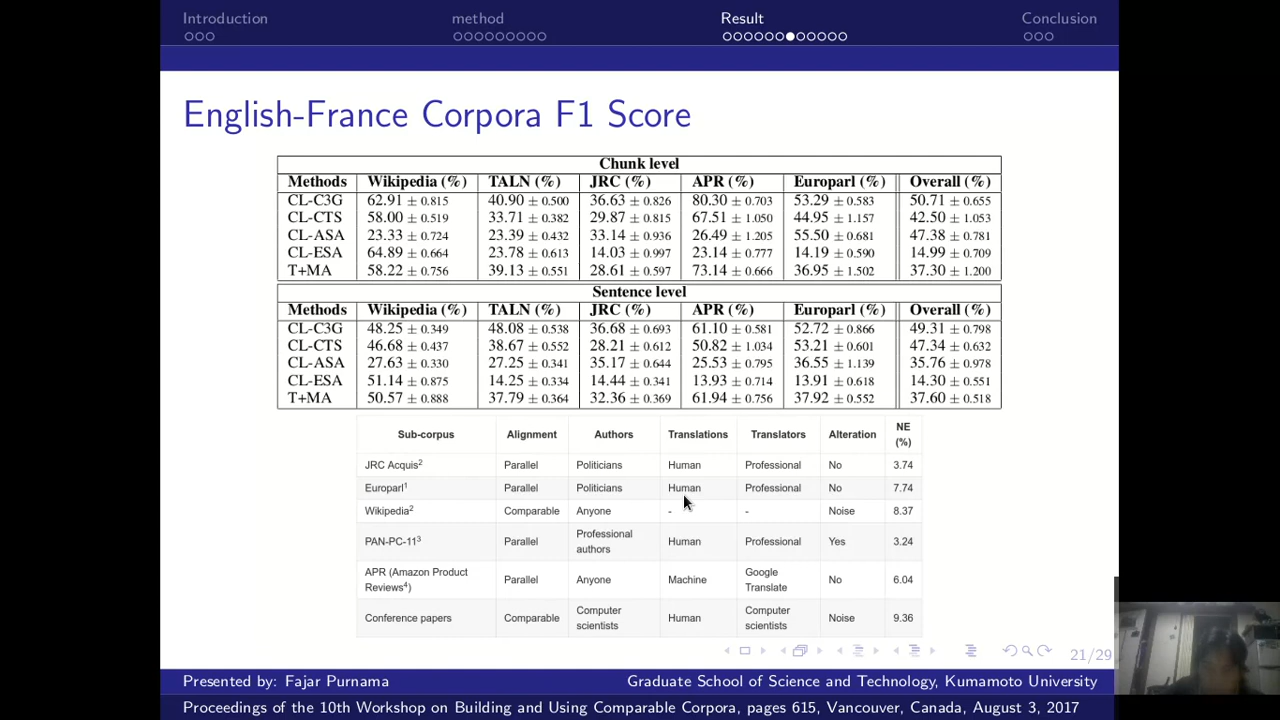 Introduction method Result Conclusion
English-France Corpora F1 Score
Chunk level
Methods Wikipedia (%) TALN (%) JRC (%) APR (%) Europarl (%) Overall (%)
CL-C3G 62.91 ± 0.815 40.90 ± 0.500 36.63 ± 0.826 80.30 ± 0.703 53.29 ± 0.583 50.71 ± 0.655
CL-CTS 58.00 ± 0.519 33.71 ± 0.382 29.87 ± 0.815 67.51 ± 1.050 44.95 ± 1.157 42.50 ± 1.053
CL-ASA 23.33 ± 0.724 23.39 ± 0.432 33.14 ± 0.936 26.49 ± 1.205 55.50 ± 0.681 47.38 ± 0.781
CL-ESA 64.89 ± 0.664 23.78 ± 0.613 14.03 ± 0.997 23.14 ± 0.777 14.19 ± 0.590 14.99 ± 0.709
T+MA 58.22 ± 0.756 39.13 ± 0.551 28.61 ± 0.597 73.14 ± 0.666 36.95 ± 1.502 37.30 ± 1.200
Sentence level
Methods Wikipedia (%) TALN (%) JRC (%) APR (%) Europarl (%) Overall (%)
CL-C3G 48.25 ± 0.349 48.08 ± 0.538 36.68 ± 0.693 61.10 ± 0.581 52.72 ± 0.866 49.31 ± 0.798
CL-CTS 46.68 ± 0.437 38.67 ± 0.552 28.21 ± 0.612 50.82 ± 1.034 53.21 ± 0.601 47.34 ± 0.632
CL-ASA 27.63 ± 0.330 27.25 ± 0.341 35.17 ± 0.644 25.53 ± 0.795 36.55 ± 1.139 35.76 ± 0.978
CL-ESA 51.14 ± 0.875 14.25 ± 0.334 14.44 ± 0.341 13.93 ± 0.714 13.91 ± 0.618 14.30 ± 0.551
T+MA 50.57 ± 0.888 37.79 ± 0.364 32.36 ± 0.369 61.94 ± 0.756 37.92 ± 0.552 37.60 ± 0.518
Sub-corpus Alignment Authors Translations Translators Alteration NE (%)
JRC Acquis² Parallel Politicians Human Professional No 3.74
Europarl¹ Parallel Politicians Human Professional No 7.74
Wikipedia² Comparable Anyone - - Noise 8.37
PAN-PC-11³ Parallel Professional authors Human Professional Yes 3.24
APR (Amazon Product Reviews⁴) Parallel Anyone Machine Google Translate No 6.04
Conference papers Comparable Computer scientists Human Computer scientists Noise 9.36
21/29
Presented by: Fajar Purnama Graduate School of Science and Technology, Kumamoto University
Proceedings of the 10th Workshop on Building and Using Comparable Corpora, pages 615, Vancouver, Canada, August 3, 2017